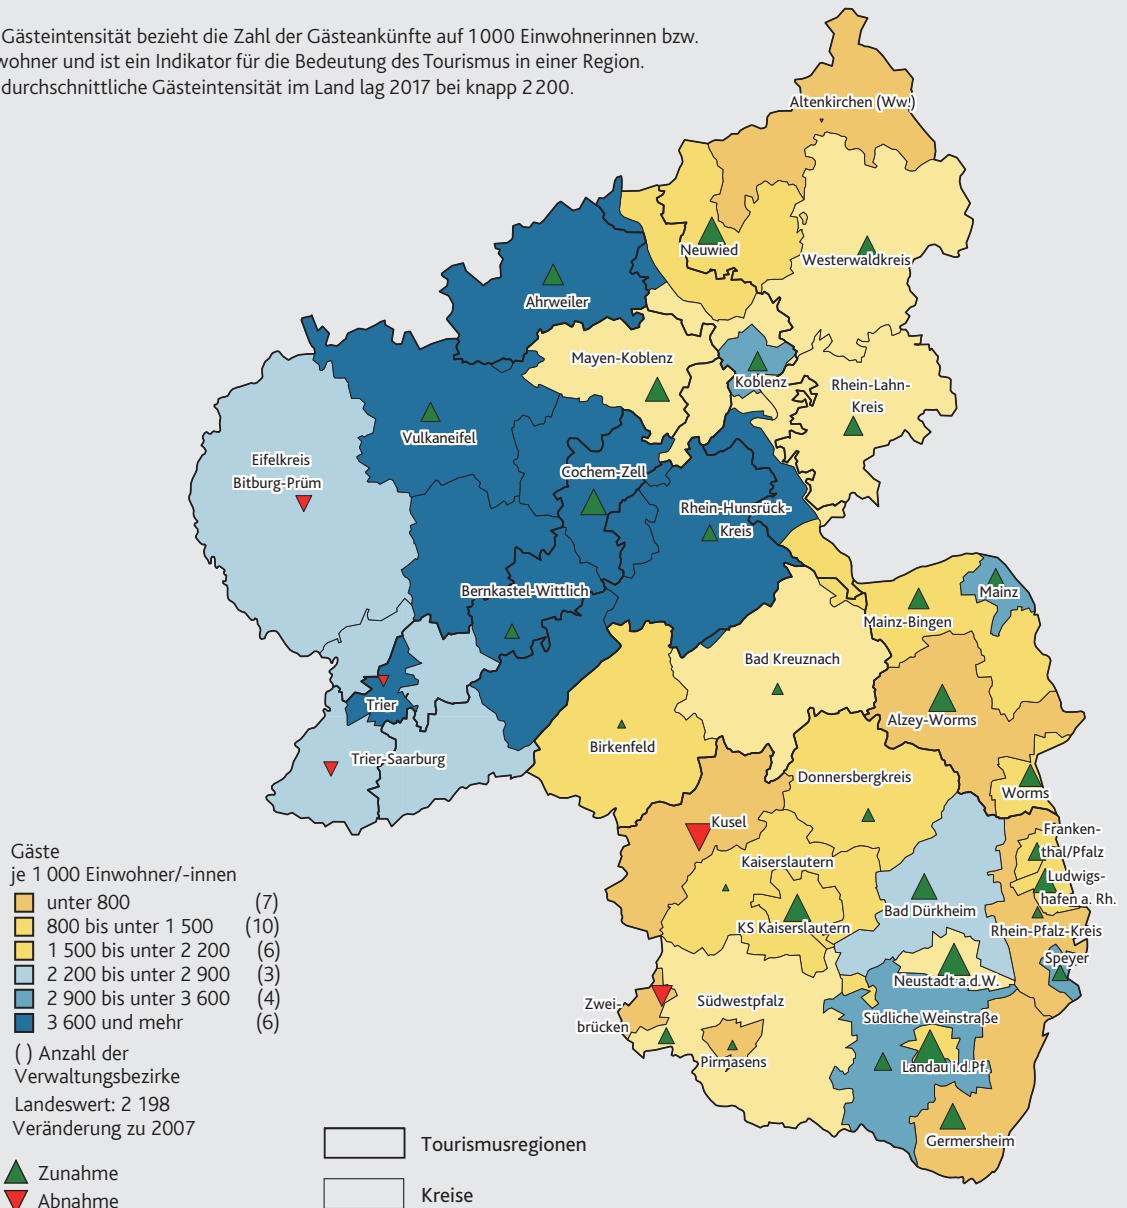 Gästeintensität bezieht die Zahl der Gästeankünfte auf 1000 Einwohnerinnen bzw.
wohner und ist ein Indikator für die Bedeutung des Tourismus in einer Region.
durchschnittliche Gästeintensität im Land lag 2017 bei knapp 2200.
Altenkirchen (Ww.)
Neuwied
Westerwaldkreis
Ahrweiler
Mayen-Koblenz
Koblenz
Rhein-Lahn-
Kreis
Vulkaneifel
Eifelkreis
Bitburg-Prüm
Cochem-Zell
Rhein-Hunsrück-
Kreis
Bernkastel-Wittlich
Mainz
Mainz-Bingen
Bad Kreuznach
Trier
Alzey-Worms
Birkenfeld
Trier-Saarburg
Donnersbergkreis
Worms
Kusel
Franken-
thal/Pfalz
Kaiserslautern
Ludwigs-
hafen a. Rh.
Bad Dürkheim
KS Kaiserslautern
Rhein-Pfalz-Kreis
Speyer
Neustadt a.d.W.
Zwei-
brücken
Südwestpfalz
Südliche Weinstraße
Pirmasens
Landau i.d.Pf.
Germersheim
Gäste
je 1 000 Einwohner/-innen
unter 800 (7)
800 bis unter 1 500 (10)
1 500 bis unter 2 200 (6)
2 200 bis unter 2 900 (3)
2 900 bis unter 3 600 (4)
3 600 und mehr (6)
( ) Anzahl der
Verwaltungsbezirke
Landeswert: 2 198
Veränderung zu 2007
Zunahme
Abnahme
Tourismusregionen
Kreise